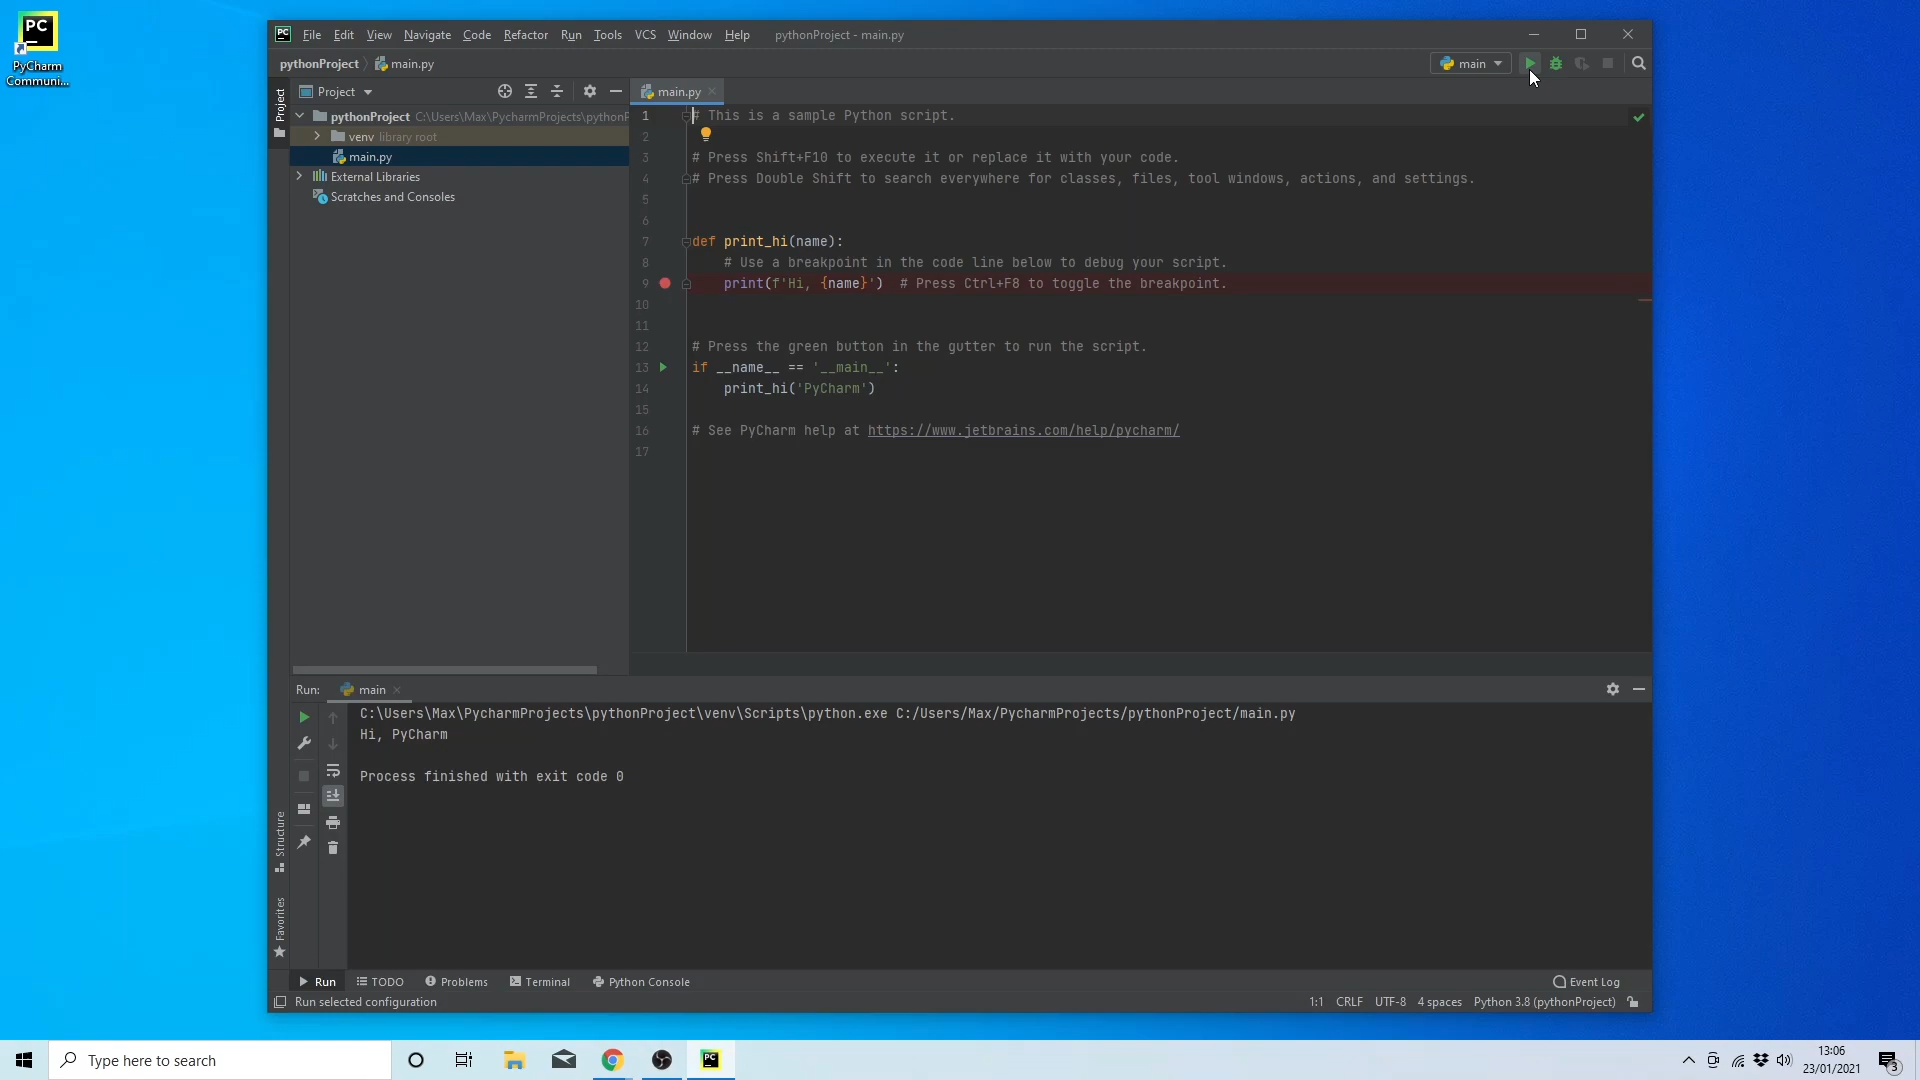 PC
PyCharm
Communi...
PC
File Edit View Navigate Code Refactor Run Tools VCS Window Help pythonProject - main.py
pythonProject main.py main
Project
Project
main.py
pythonProject C:\Users\Max\PycharmProjects\pythonP
venv library root
main.py
External Libraries
Scratches and Consoles
1 # This is a sample Python script.
2
3 # Press Shift+F10 to execute it or replace it with your code.
4 # Press Double Shift to search everywhere for classes, files, tool windows, actions, and settings.
5
6
7 def print_hi(name):
8 # Use a breakpoint in the code line below to debug your script.
9 print(f'Hi, {name}') # Press Ctrl+F8 to toggle the breakpoint.
10
11
12 # Press the green button in the gutter to run the script.
13 if __name__ == '__main__':
14 print_hi('PyCharm')
15
16 # See PyCharm help at https://www.jetbrains.com/help/pycharm/
17
Run: main
C:\Users\Max\PycharmProjects\pythonProject\venv\Scripts\python.exe C:/Users/Max/PycharmProjects/pythonProject/main.py
Hi, PyCharm
Process finished with exit code 0
Structure
Favorites
Run TODO Problems Terminal Python Console Event Log
Run selected configuration 1:1 CRLF UTF-8 4 spaces Python 3.8 (pythonProject)
Type here to search
PC
13:06
23/01/2021
3